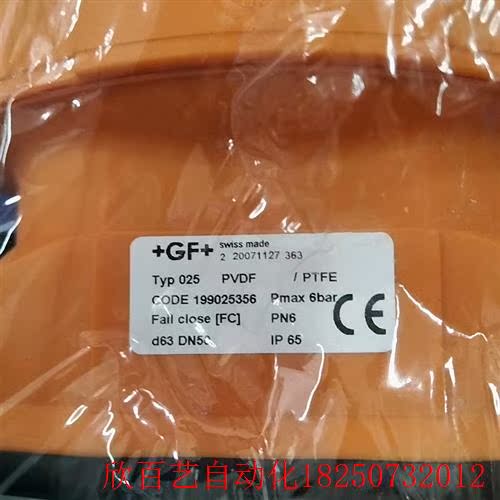 +GF+ swiss made
2 20071127 363
Typ 025 PVDF / PTFE
CODE 199025356 Pmax 6bar
Fail close [FC] PN6
d63 DN50 IP 65
CE
欣百艺自动化18250732012